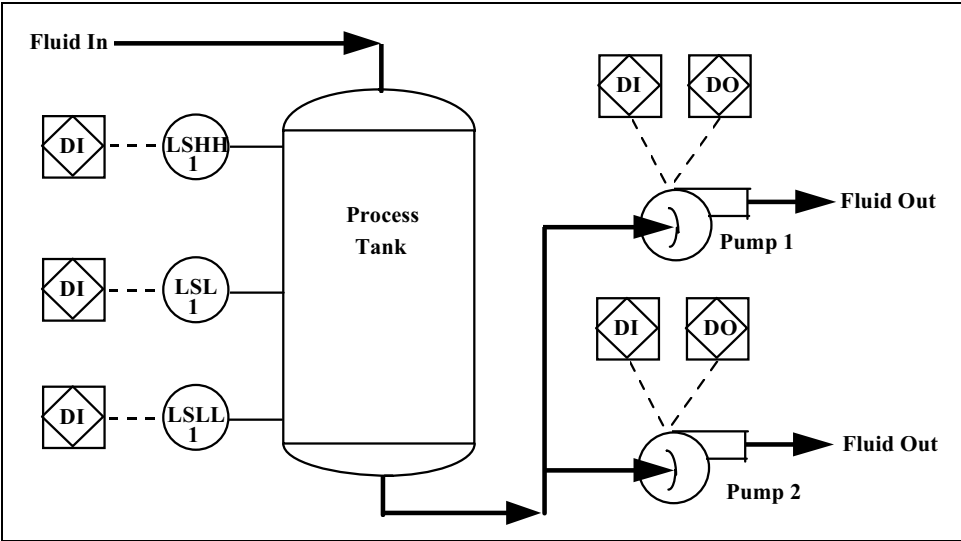 Fluid In
DI
LSHH
1
DI
LSL
1
DI
LSLL
1
Process
Tank
DI
DO
Fluid Out
Pump 1
DI
DO
Fluid Out
Pump 2